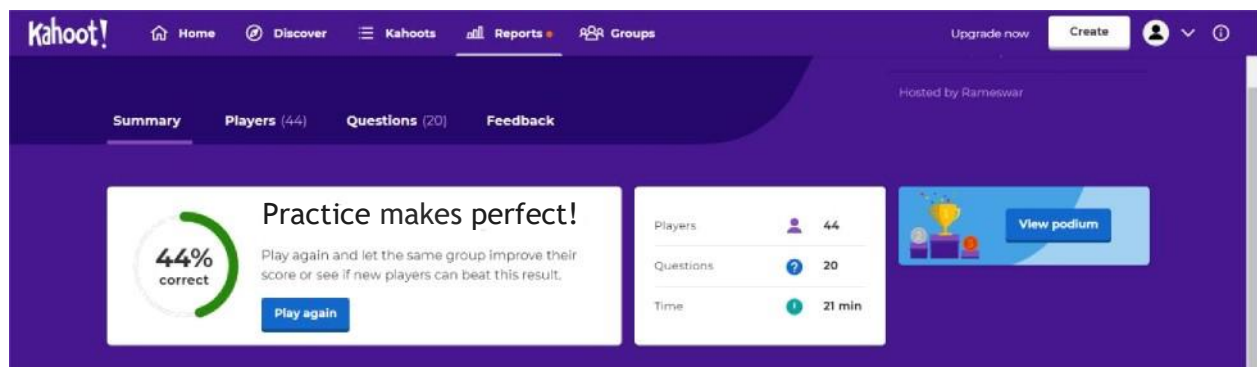 Kahoot!
Home
Discover
Kahoots
Reports
Groups
Upgrade now
Create
Hosted by Rameswar
Summary
Players (44)
Questions (20)
Feedback
44%
correct
Practice makes perfect!
Play again and let the same group improve their
score or see if new players can beat this result.
Play again
Players 44
Questions 20
Time 21 min
View podium